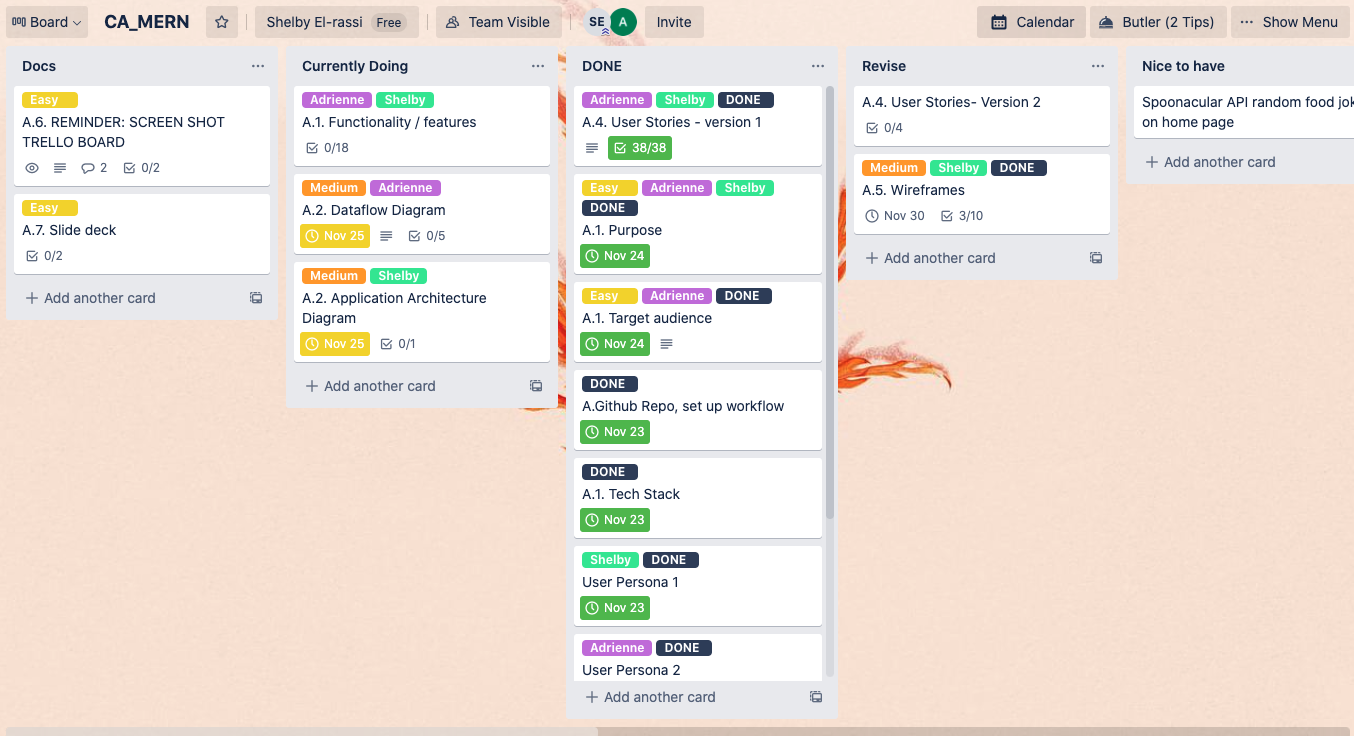 Board CA_MERN Shelby El-rassi Free Team Visible SE A Invite Calendar Butler (2 Tips) Show Menu
Docs
Easy
A.6. REMINDER: SCREEN SHOT
TRELLO BOARD
2 0/2
Easy
A.7. Slide deck
0/2
Add another card
Currently Doing
Adrienne Shelby
A.1. Functionality / features
0/18
Medium Adrienne
A.2. Dataflow Diagram
Nov 25 0/5
Medium Shelby
A.2. Application Architecture
Diagram
Nov 25 0/1
Add another card
DONE
Adrienne Shelby DONE
A.4. User Stories - version 1
38/38
Easy Adrienne Shelby
DONE
A.1. Purpose
Nov 24
Easy Adrienne DONE
A.1. Target audience
Nov 24
DONE
A.Github Repo, set up workflow
Nov 23
DONE
A.1. Tech Stack
Nov 23
Shelby DONE
User Persona 1
Nov 23
Adrienne DONE
User Persona 2
Add another card
Revise
A.4. User Stories- Version 2
0/4
Medium Shelby DONE
A.5. Wireframes
Nov 30 3/10
Add another card
Nice to have
Spoonacular API random food jok
on home page
Add another card